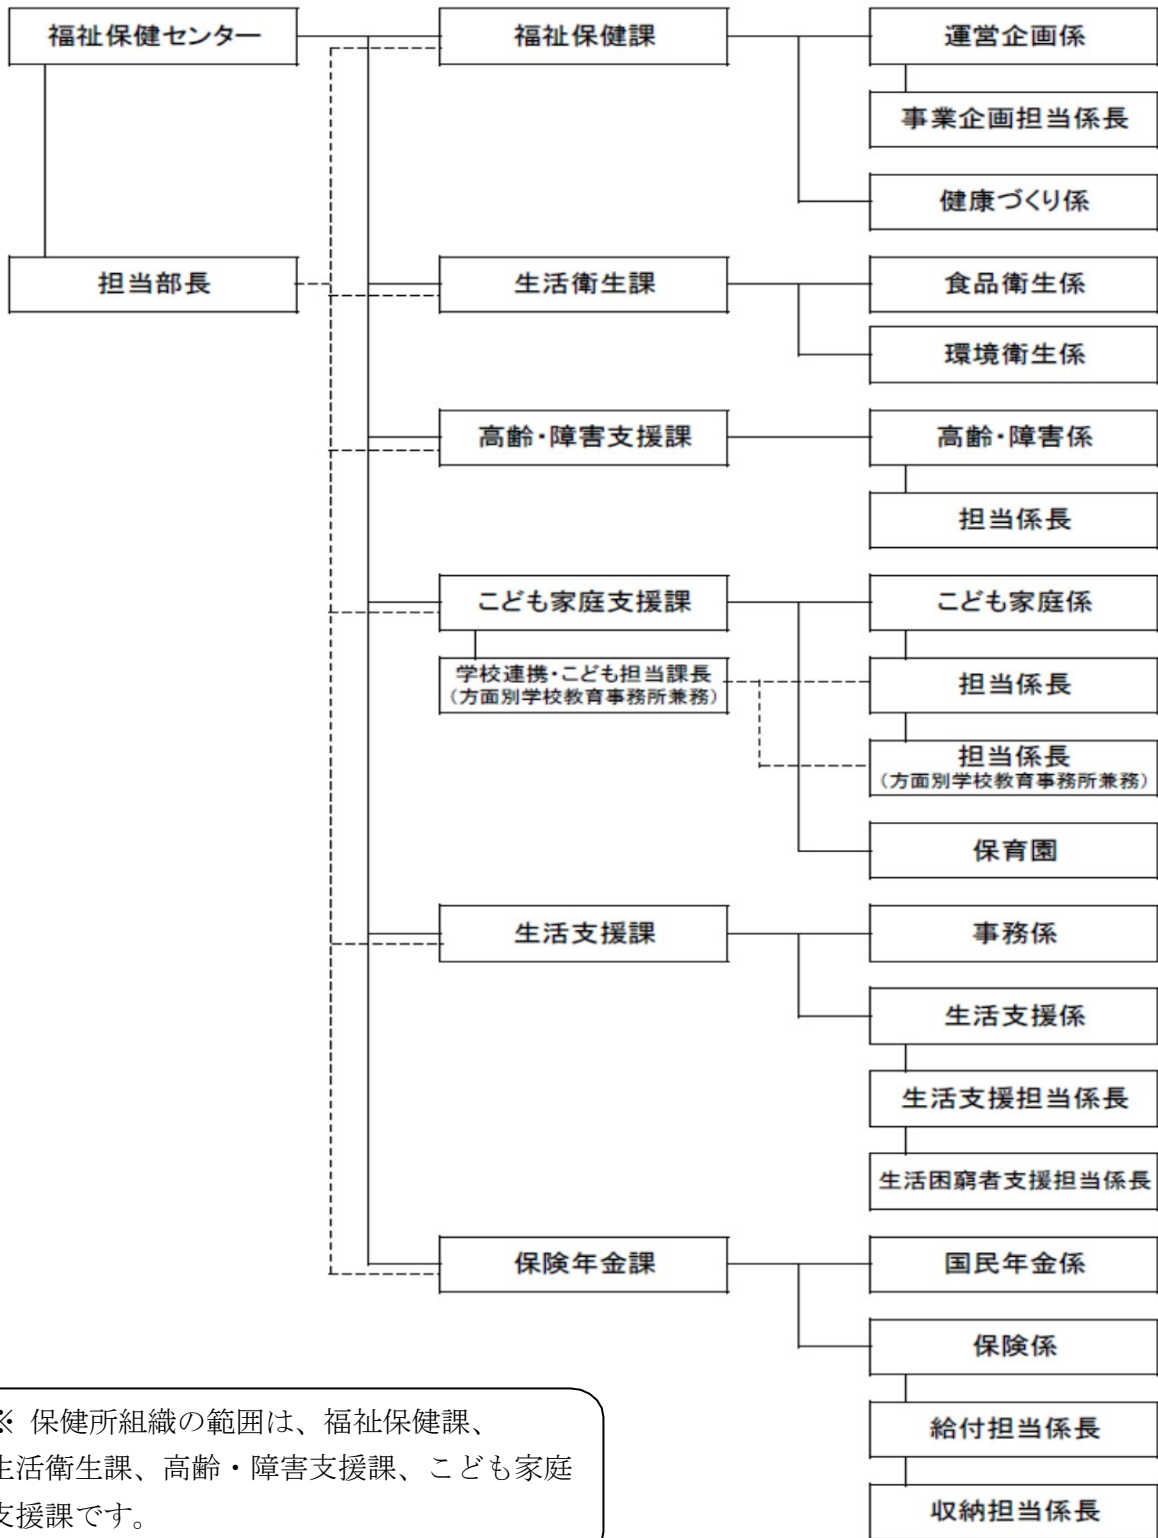 福祉保健センター
福祉保健課
運営企画係
事業企画担当係長
健康づくり係
担当部長
生活衛生課
食品衛生係
環境衛生係
高齢・障害支援課
高齢・障害係
担当係長
こども家庭支援課
こども家庭係
学校連携・こども担当課長
(方面別学校教育事務所兼務)
担当係長
担当係長
(方面別学校教育事務所兼務)
保育園
生活支援課
事務係
生活支援係
生活支援担当係長
生活困窮者支援担当係長
保険年金課
国民年金係
保険係
給付担当係長
収納担当係長
※ 保健所組織の範囲は、福祉保健課、
生活衛生課、高齢・障害支援課、こども家庭
支援課です。